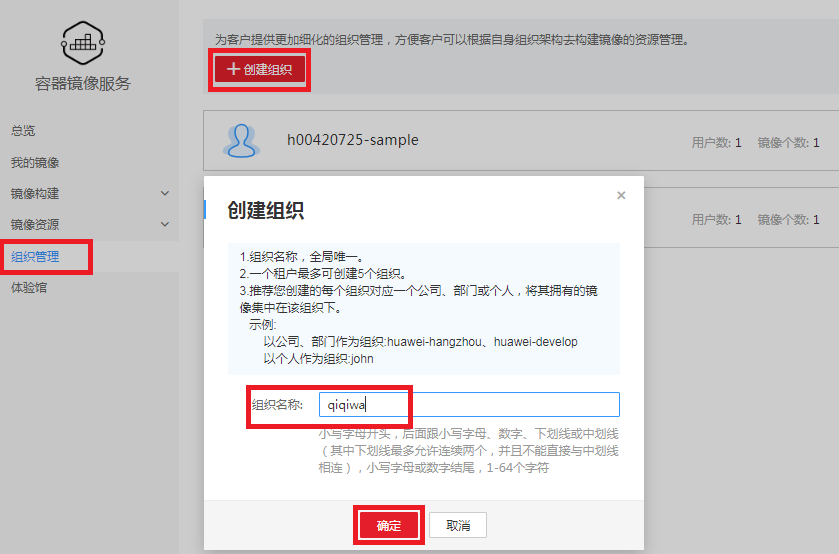 为客户提供更加细化的组织管理，方便客户可以根据自身组织架构去构建镜像的资源管理。
+ 创建组织
容器镜像服务
总览
我的镜像
镜像构建
镜像资源
组织管理
体验馆
h00420725-sample
用户数: 1 镜像个数: 1
用户数: 1 镜像个数: 1
创建组织
×
1.组织名称，全局唯一。
2.一个租户最多可创建5个组织。
3.推荐您创建的每个组织对应一个公司、部门或个人，将其拥有的镜
像集中在该组织下。
示例:
以公司、部门作为组织:huawei-hangzhou、huawei-develop
以个人作为组织:john
组织名称: qiqiwa
小写字母开头，后面跟小写字母、数字、下划线或中划线
（其中下划线最多允许连续两个，并且不能直接与中划线
相连），小写字母或数字结尾，1-64个字符
确定 取消